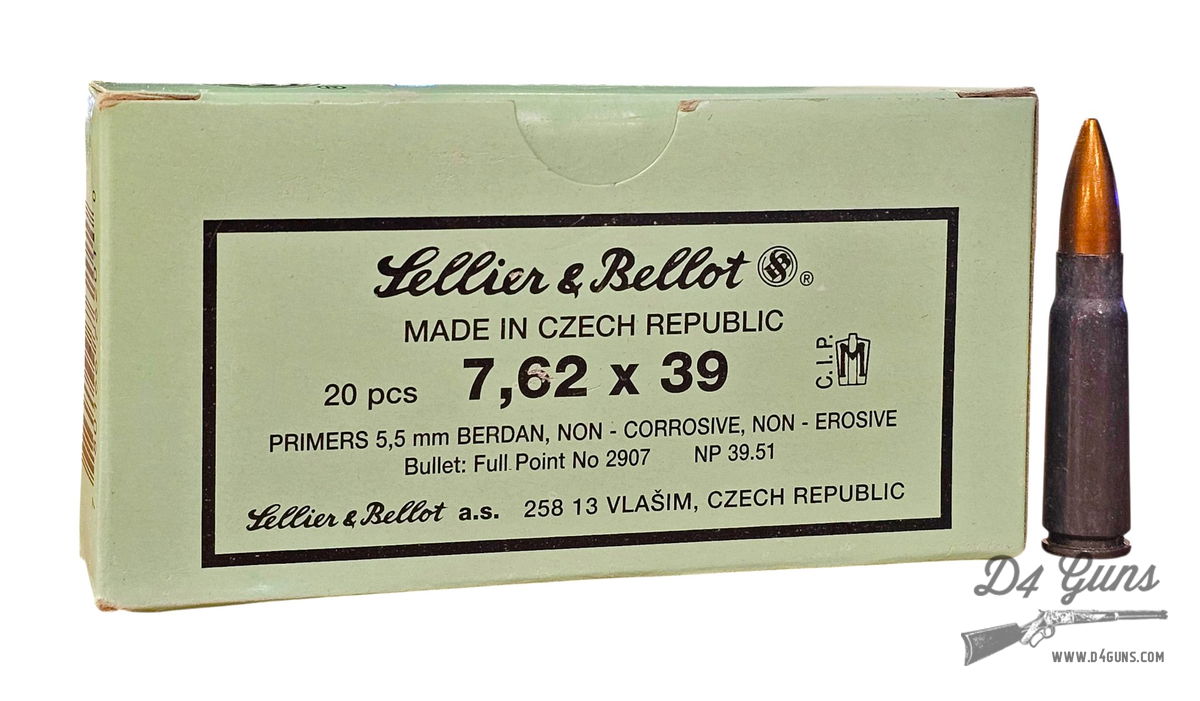 Lellier & Bellot ®
MADE IN CZECH REPUBLIC
20 pcs 7,62 x 39
C.I.P.
PRIMERS 5,5 mm BERDAN, NON - CORROSIVE, NON - EROSIVE
Bullet: Full Point No 2907 NP 39.51
Sellier & Bellot a.s. 258 13 VLAŠIM, CZECH REPUBLIC
D4 Guns
WWW.D4GUNS.COM